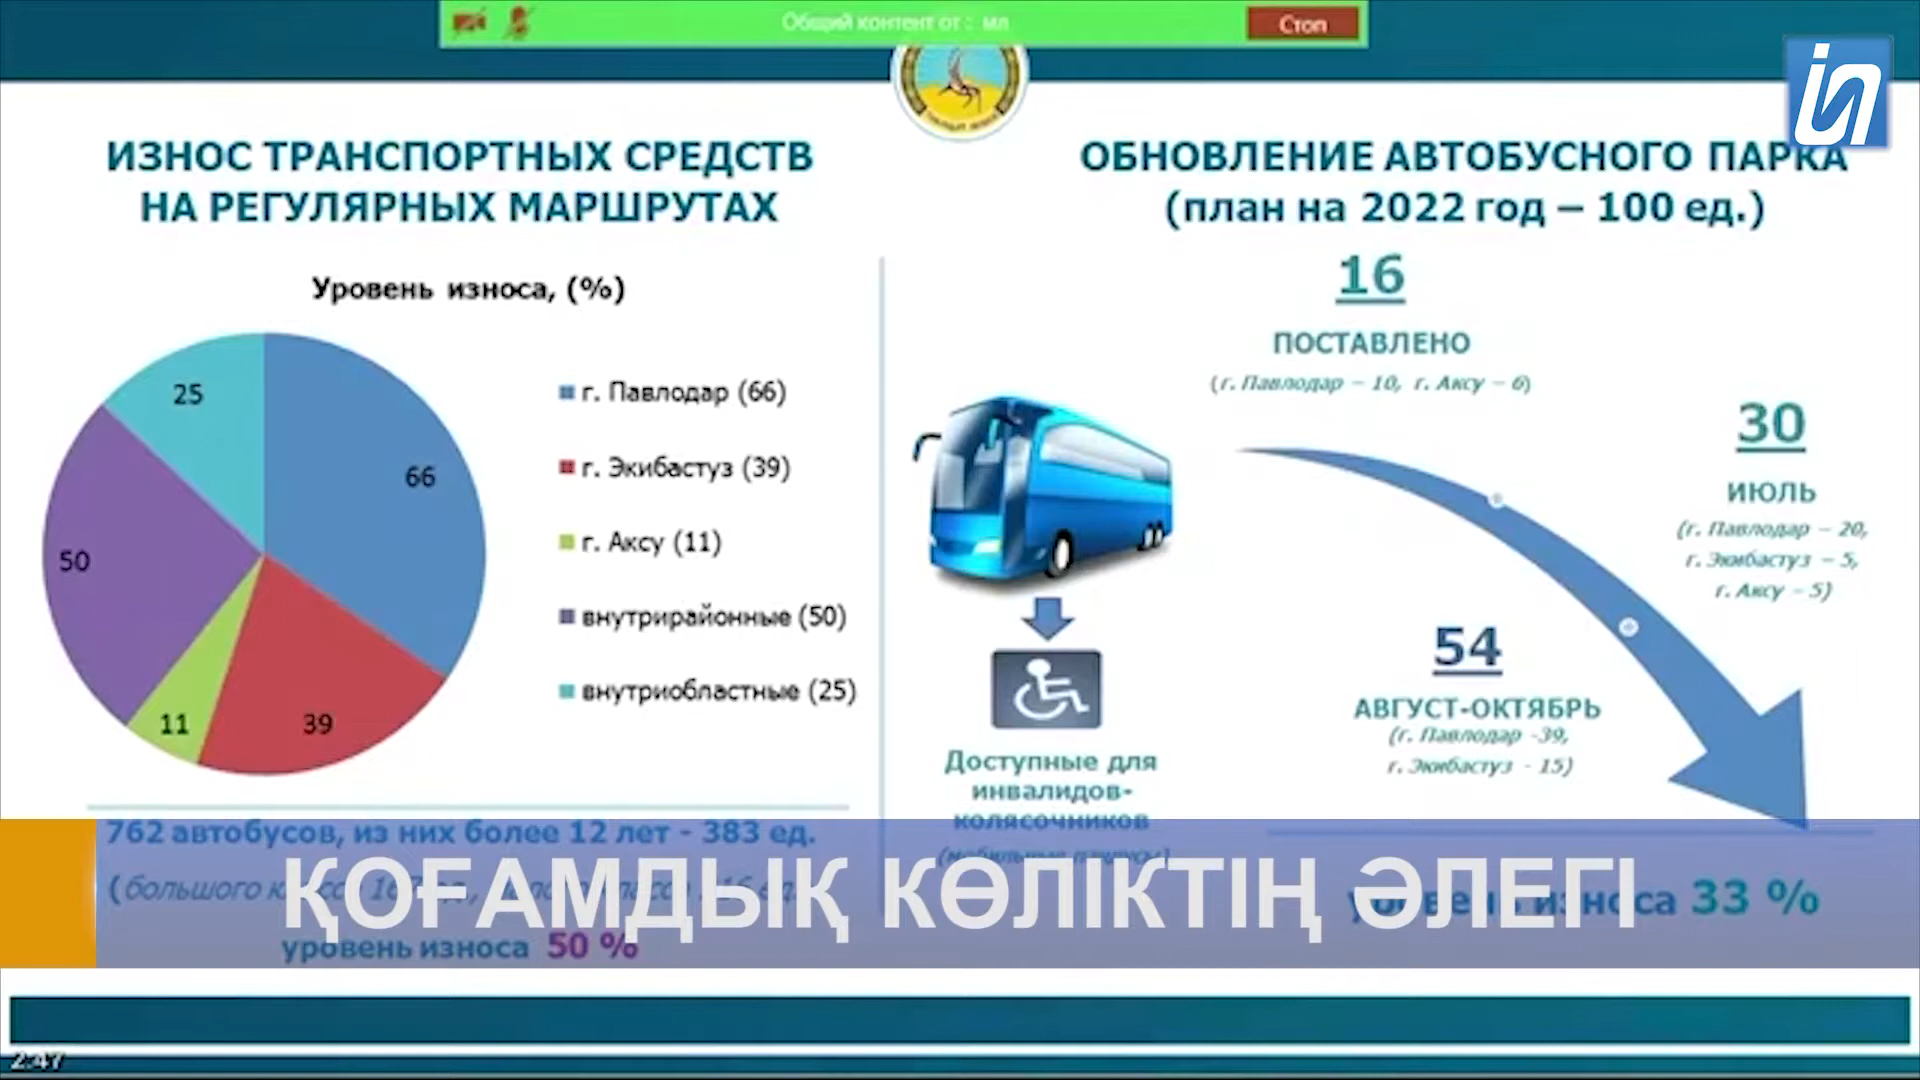 Общий контент от : мл
Стоп
ИЗНОС ТРАНСПОРТНЫХ СРЕДСТВ
НА РЕГУЛЯРНЫХ МАРШРУТАХ
Уровень износа, (%)
25
66
50
11
39
г. Павлодар (66)
г. Экибастуз (39)
г. Аксу (11)
внутрирайонные (50)
внутриобластные (25)
762 автобусов, из них более 12 лет - 383 ед.
(большого
уровень износа 50 %
ОБНОВЛЕНИЕ АВТОБУСНОГО ПАРКА
(план на 2022 год – 100 ед.)
16
ПОСТАВЛЕНО
(г. Павлодар – 10, г. Аксу – 6)
30
ИЮЛЬ
(г. Павлодар – 20,
г. Экибастуз – 5,
г. Аксу – 5)
54
АВГУСТ-ОКТЯБРЬ
(г. Павлодар -39,
г. Экибастуз - 15)
Доступные для
инвалидов-
колясочников
уровень износа 33 %
ҚОҒАМДЫҚ КӨЛІКТІҢ ӘЛЕГІ
2:47